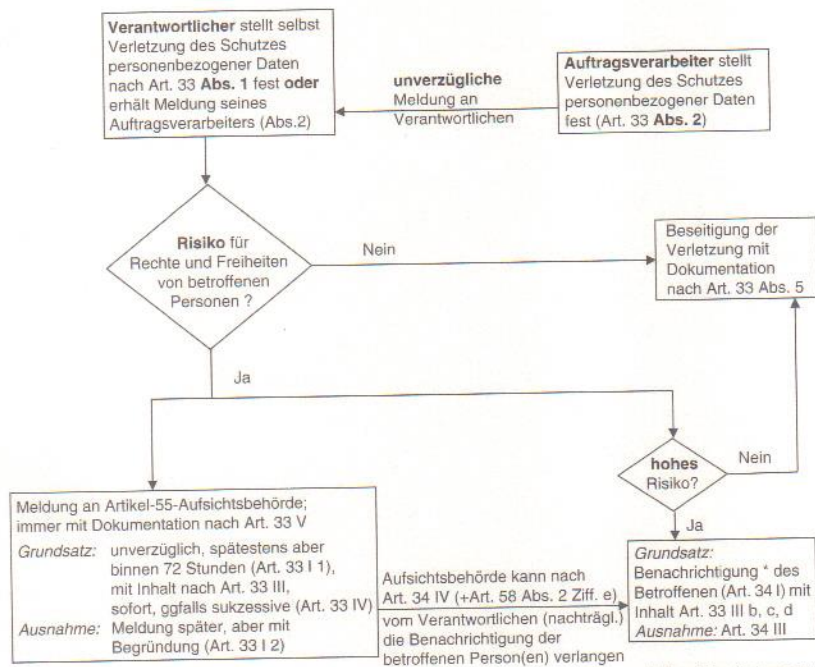 Verantwortlicher stellt selbst
Verletzung des Schutzes
personenbezogener Daten
nach Art. 33 Abs. 1 fest oder
erhält Meldung seines
Auftragsverarbeiters (Abs.2)
unverzügliche
Meldung an
Verantwortlichen
Auftragsverarbeiter stellt
Verletzung des Schutzes
personenbezogener Daten
fest (Art. 33 Abs. 2)
Risiko für
Rechte und Freiheiten
von betroffenen
Personen ?
Nein
Beseitigung der
Verletzung mit
Dokumentation
nach Art. 33 Abs. 5
Ja
hohes
Risiko?
Nein
Ja
Meldung an Artikel-55-Aufsichtsbehörde;
immer mit Dokumentation nach Art. 33 V
Grundsatz: unverzüglich, spätestens aber
binnen 72 Stunden (Art. 33 I 1),
mit Inhalt nach Art. 33 III,
sofort, ggfalls sukzessive (Art. 33 IV)
Ausnahme: Meldung später, aber mit
Begründung (Art. 33 I 2)
Aufsichtsbehörde kann nach
Art. 34 IV (+Art. 58 Abs. 2 Ziff. e)
vom Verantwortlichen (nachträgl.)
die Benachrichtigung der
betroffenen Person(en) verlangen
Grundsatz:
Benachrichtigung * des
Betroffenen (Art. 34 I) mit
Inhalt Art. 33 III b, c, d
Ausnahme: Art. 34 III